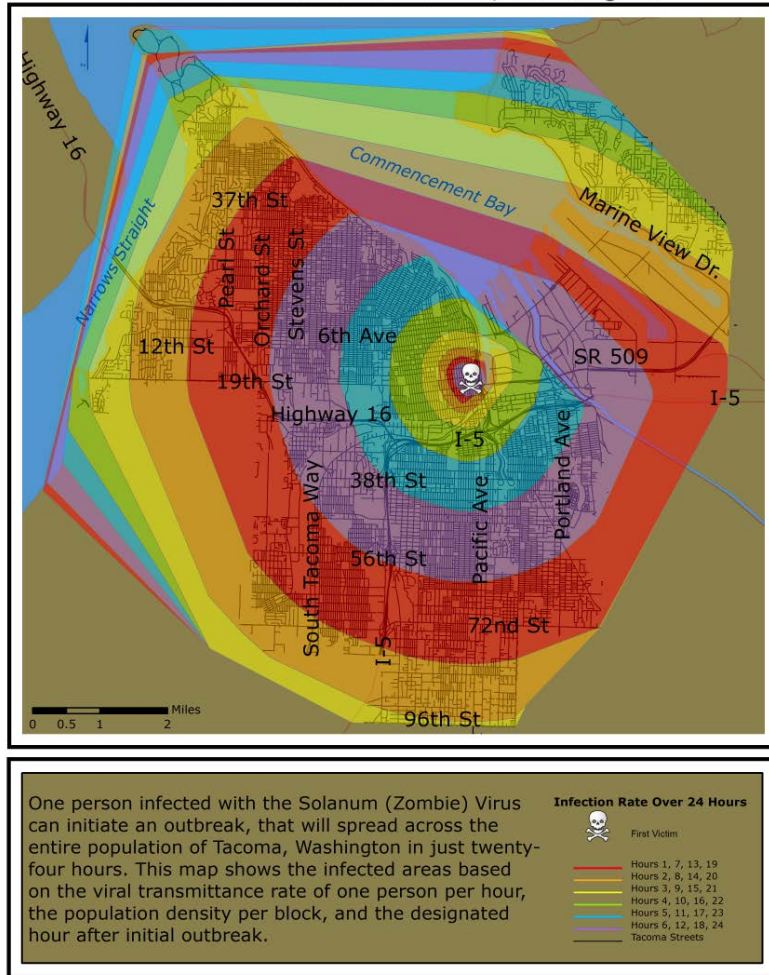 Highway 16
Commencement Bay
Narrows Straight
Marine View Dr.
37th St
Pearl St
Orchard St
Stevens St
6th Ave
12th St
SR 509
19th St
I-5
Highway 16
I-5
38th St
South Tacoma Way
Pacific Ave
Portland Ave
56th St
72nd St
I-5
Miles
0 0.5 1 2
96th St
One person infected with the Solanum (Zombie) Virus
can initiate an outbreak, that will spread across the
entire population of Tacoma, Washington in just twenty-
four hours. This map shows the infected areas based
on the viral transmittance rate of one person per hour,
the population density per block, and the designated
hour after initial outbreak.
Infection Rate Over 24 Hours
First Victim
Hours 1, 7, 13, 19
Hours 2, 8, 14, 20
Hours 3, 9, 15, 21
Hours 4, 10, 16, 22
Hours 5, 11, 17, 23
Hours 6, 12, 18, 24
Tacoma Streets